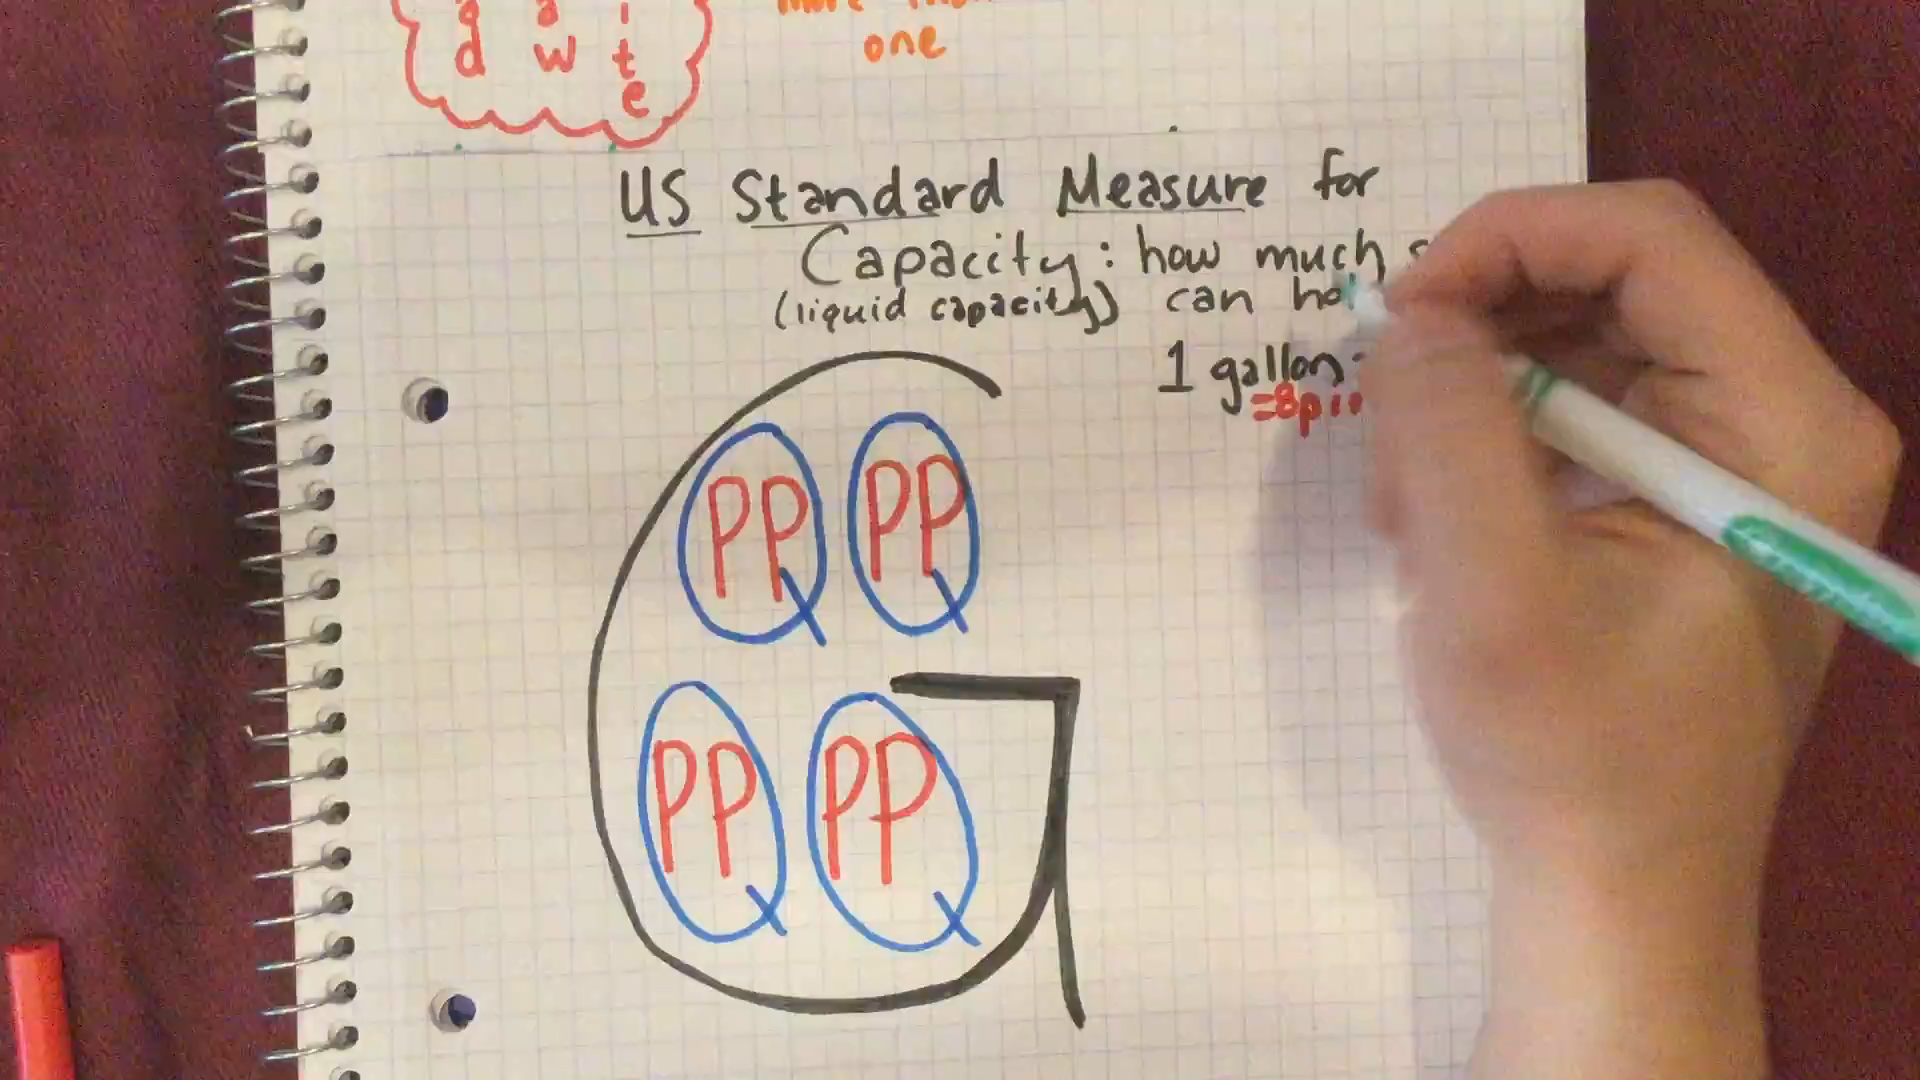 d w t
e
one
US Standard Measure for
Capacity: how much
(liquid capacity) can
1 gallon
PP PP
Q Q
PP PP
Q Q